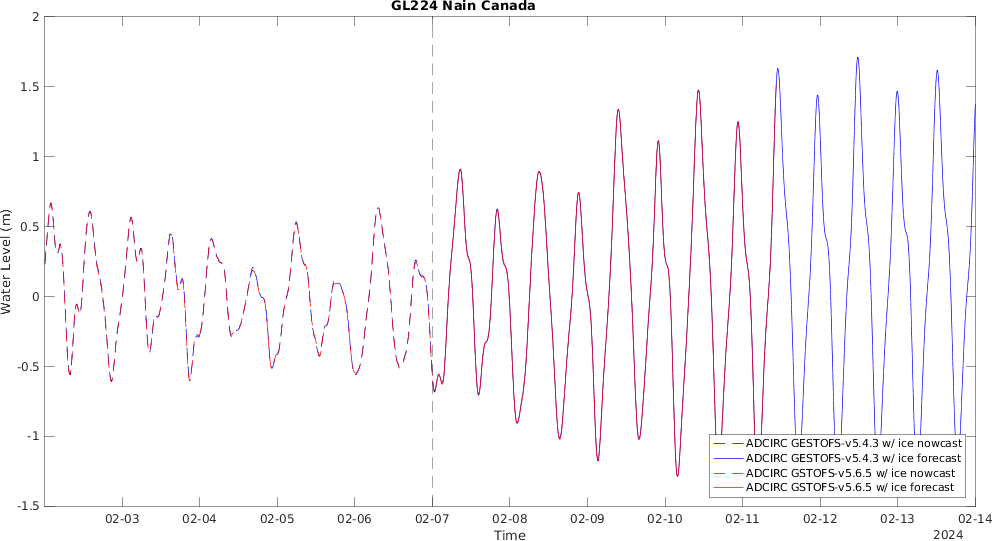 GL224 Nain Canada
2
1.5
1
0.5
0
-0.5
-1
-1.5
Water Level (m)
ADCIRC GESTOFS-v5.4.3 w/ ice nowcast
ADCIRC GESTOFS-v5.4.3 w/ ice forecast
ADCIRC GSTOFS-v5.6.5 w/ ice nowcast
ADCIRC GSTOFS-v5.6.5 w/ ice forecast
02-03 02-04 02-05 02-06 02-07 02-08 02-09 02-10 02-11 02-12 02-13 02-14
Time
2024